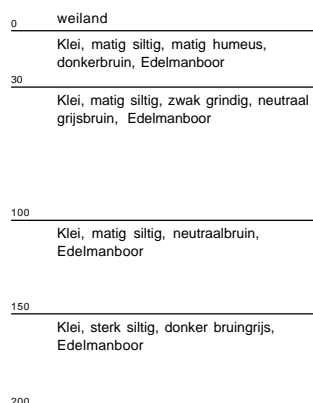 0 weiland
Klei, matig siltig, matig humeus,
donkerbruin, Edelmanboor
30
Klei, matig siltig, zwak grindig, neutraal
grijsbruin, Edelmanboor
100
Klei, matig siltig, neutraalbruin,
Edelmanboor
150
Klei, sterk siltig, donker bruingrijs,
Edelmanboor
200